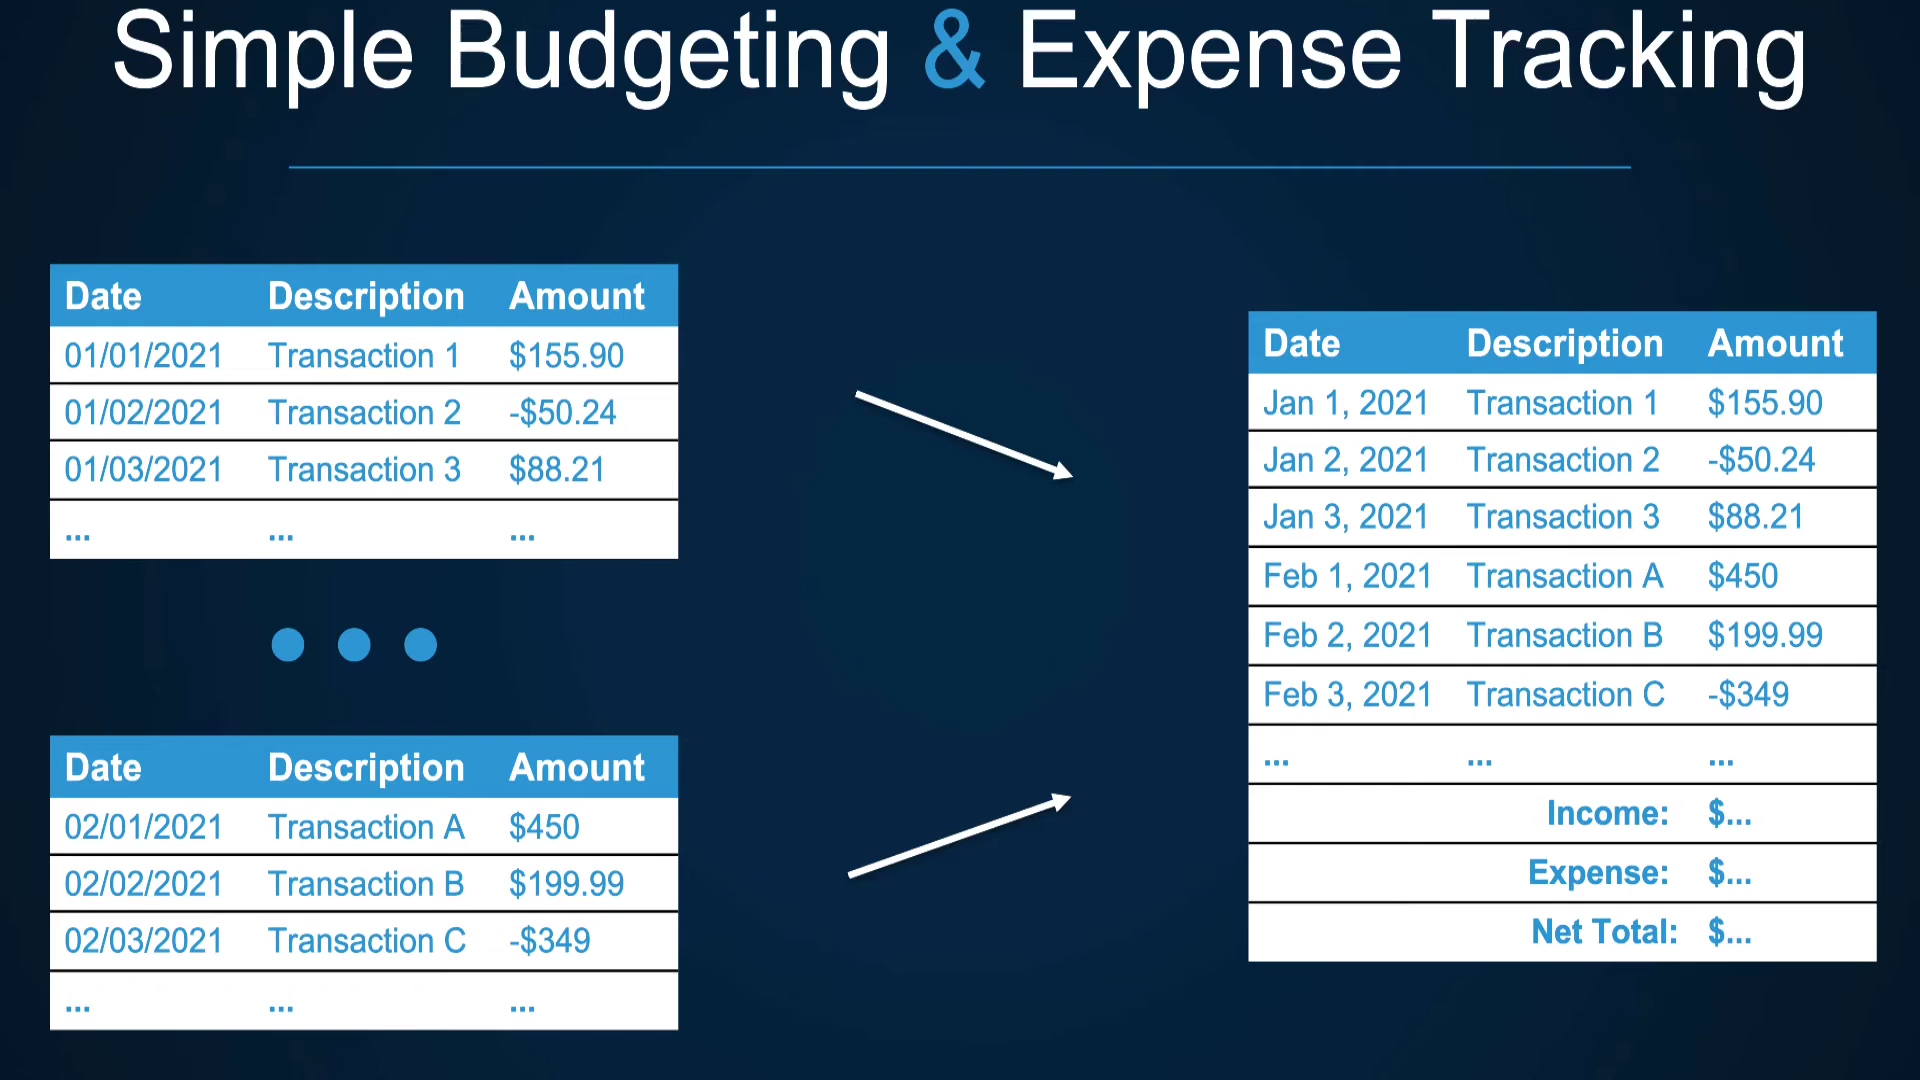 Simple Budgeting & Expense Tracking
Date Description Amount
01/01/2021 Transaction 1 $155.90
01/02/2021 Transaction 2 -$50.24
01/03/2021 Transaction 3 $88.21
... ... ...
Date Description Amount
02/01/2021 Transaction A $450
02/02/2021 Transaction B $199.99
02/03/2021 Transaction C -$349
... ... ...
Date Description Amount
Jan 1, 2021 Transaction 1 $155.90
Jan 2, 2021 Transaction 2 -$50.24
Jan 3, 2021 Transaction 3 $88.21
Feb 1, 2021 Transaction A $450
Feb 2, 2021 Transaction B $199.99
Feb 3, 2021 Transaction C -$349
... ... ...
Income: $...
Expense: $...
Net Total: $...